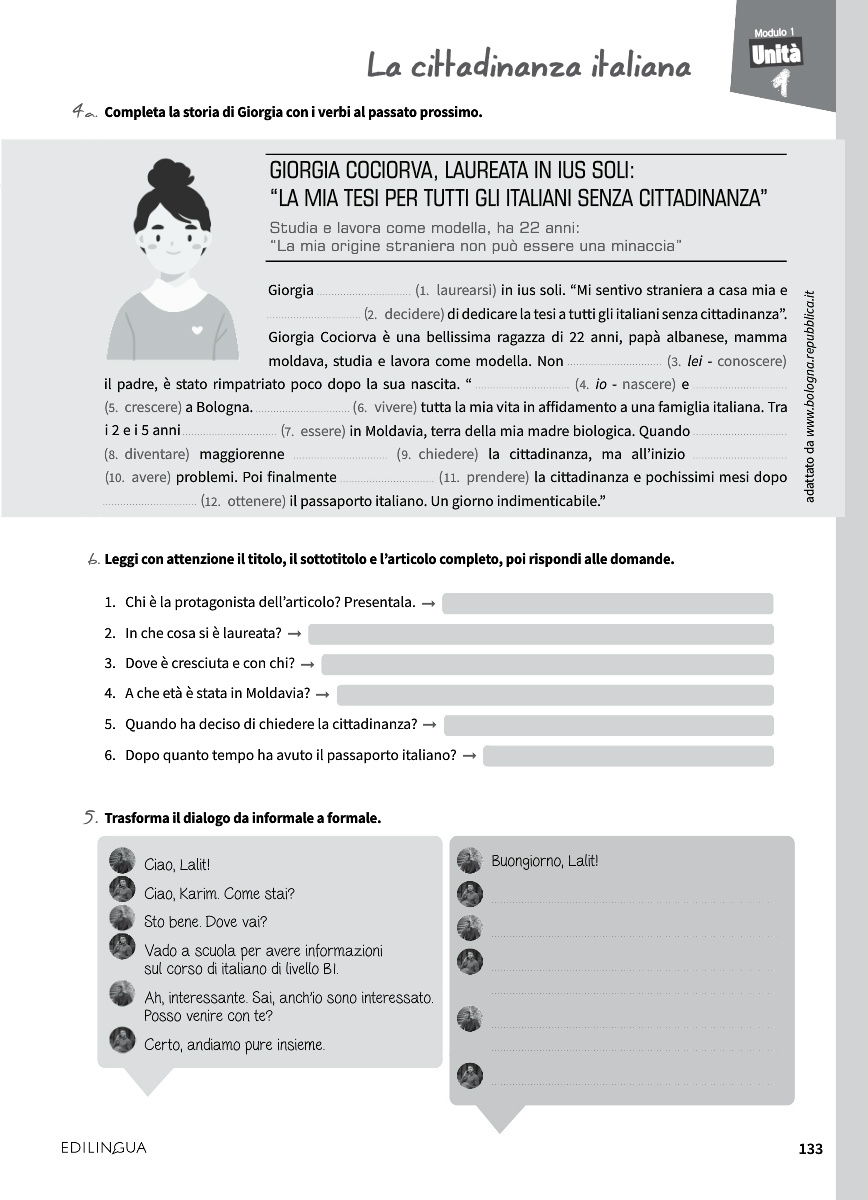 La cittadinanza italiana
Modulo 1
Unità
1
4a. Completa la storia di Giorgia con i verbi al passato prossimo.
GIORGIA COCIORVA, LAUREATA IN IUS SOLI:
“LA MIA TESI PER TUTTI GLI ITALIANI SENZA CITTADINANZA”
Studia e lavora come modella, ha 22 anni:
“La mia origine straniera non può essere una minaccia”
Giorgia ................................ (1. laurearsi) in ius soli. “Mi sentivo straniera a casa mia e
................................ (2. decidere) di dedicare la tesi a tutti gli italiani senza cittadinanza”.
Giorgia Cociorva è una bellissima ragazza di 22 anni, papà albanese, mamma
moldava, studia e lavora come modella. Non ................................ (3. lei - conoscere)
il padre, è stato rimpatriato poco dopo la sua nascita. “ ................................ (4. io - nascere) e ................................
(5. crescere) a Bologna. ................................ (6. vivere) tutta la mia vita in affidamento a una famiglia italiana. Tra
i 2 e i 5 anni ................................ (7. essere) in Moldavia, terra della mia madre biologica. Quando ................................
(8. diventare) maggiorenne ................................ (9. chiedere) la cittadinanza, ma all’inizio ................................
(10. avere) problemi. Poi finalmente ................................ (11. prendere) la cittadinanza e pochissimi mesi dopo
................................ (12. ottenere) il passaporto italiano. Un giorno indimenticabile.”
adattato da www.bologna.repubblica.it
b. Leggi con attenzione il titolo, il sottotitolo e l’articolo completo, poi rispondi alle domande.
1. Chi è la protagonista dell’articolo? Presentala. →
2. In che cosa si è laureata? →
3. Dove è cresciuta e con chi? →
4. A che età è stata in Moldavia? →
5. Quando ha deciso di chiedere la cittadinanza? →
6. Dopo quanto tempo ha avuto il passaporto italiano? →
5. Trasforma il dialogo da informale a formale.
Ciao, Lalit!
Ciao, Karim. Come stai?
Sto bene. Dove vai?
Vado a scuola per avere informazioni
sul corso di italiano di livello B1.
Ah, interessante. Sai, anch’io sono interessato.
Posso venire con te?
Certo, andiamo pure insieme.
Buongiorno, Lalit!
EDILINGUA
133